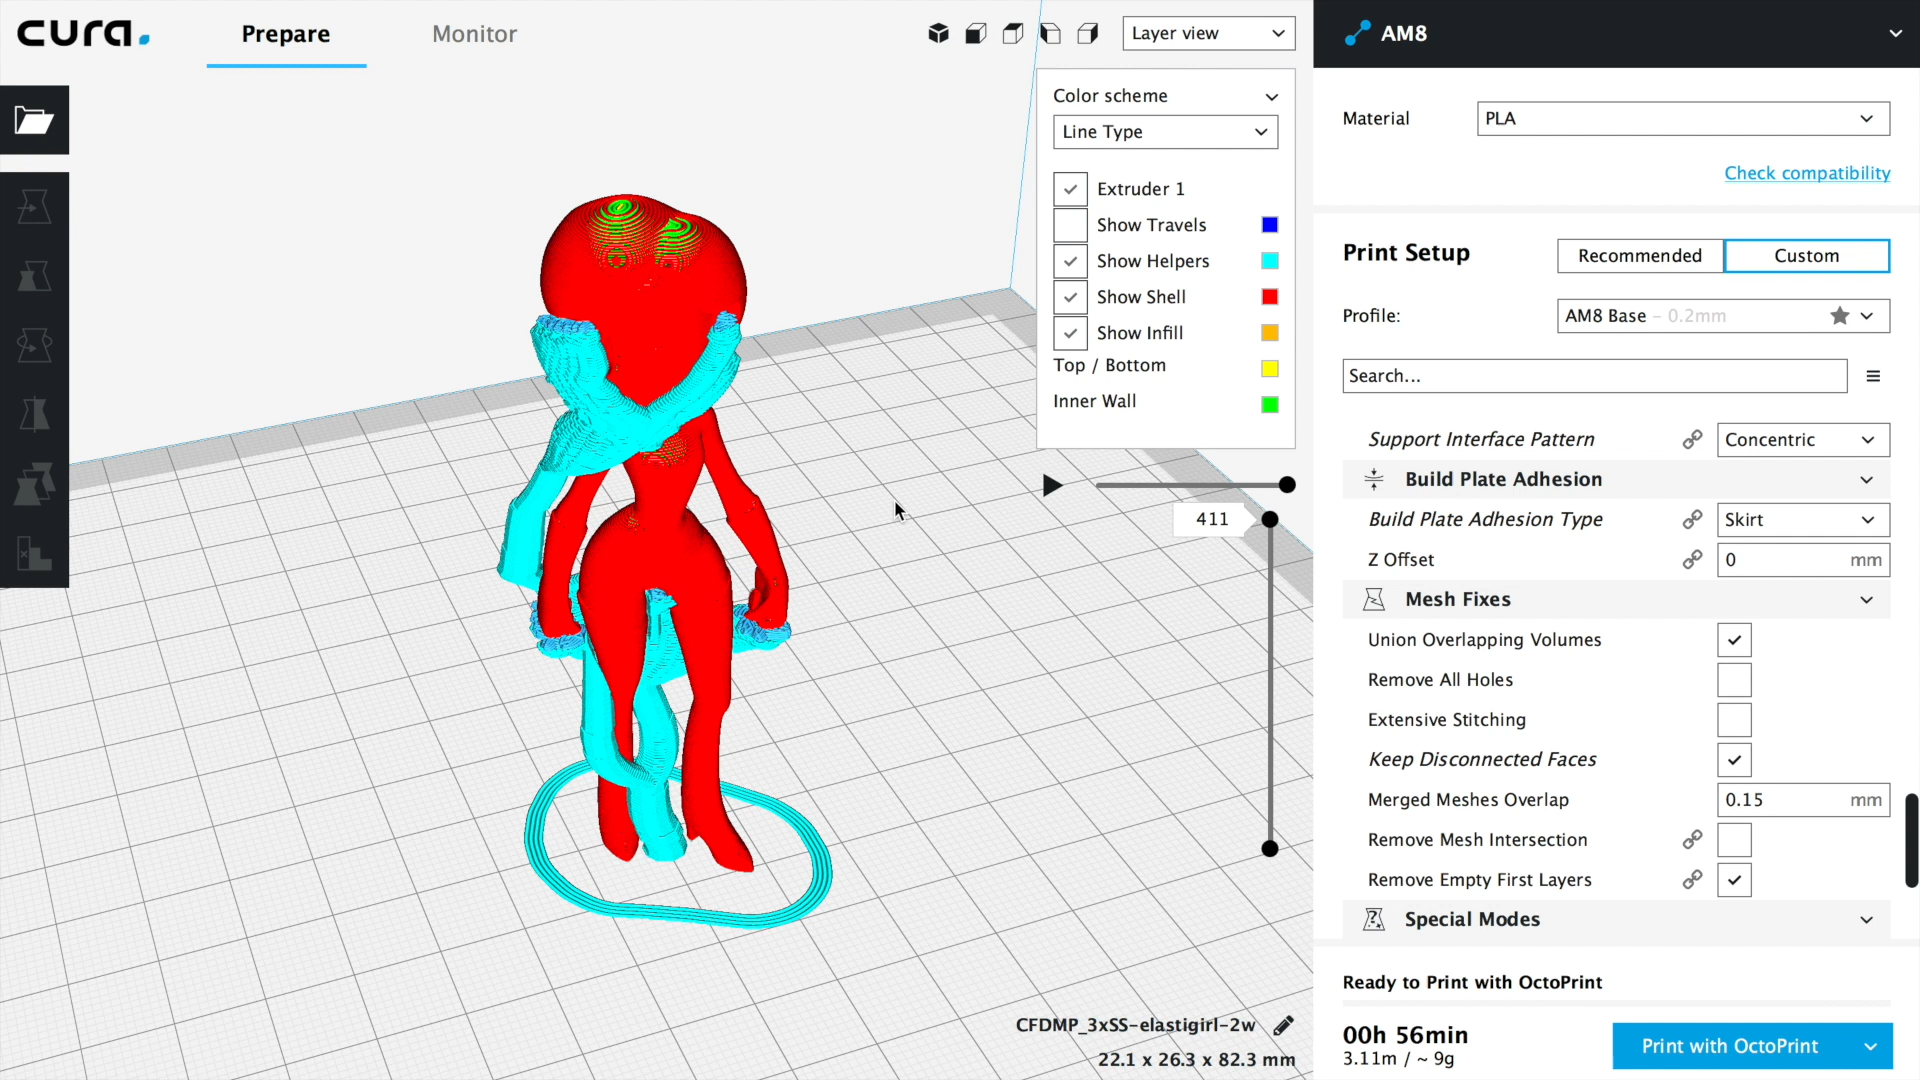 cura.
Prepare
Monitor
Layer view
AM8
Color scheme
Line Type
Extruder 1
Show Travels
Show Helpers
Show Shell
Show Infill
Top / Bottom
Inner Wall
411
Material
PLA
Check compatibility
Print Setup
Recommended
Custom
Profile:
AM8 Base – 0.2mm
Search...
Support Interface Pattern
Concentric
Build Plate Adhesion
Build Plate Adhesion Type
Skirt
Z Offset
0 mm
Mesh Fixes
Union Overlapping Volumes
Remove All Holes
Extensive Stitching
Keep Disconnected Faces
Merged Meshes Overlap
0.15 mm
Remove Mesh Intersection
Remove Empty First Layers
Special Modes
Ready to Print with OctoPrint
00h 56min
3.11m / ~ 9g
Print with OctoPrint
CFDMP_3xSS-elastigirl-2w
22.1 x 26.3 x 82.3 mm